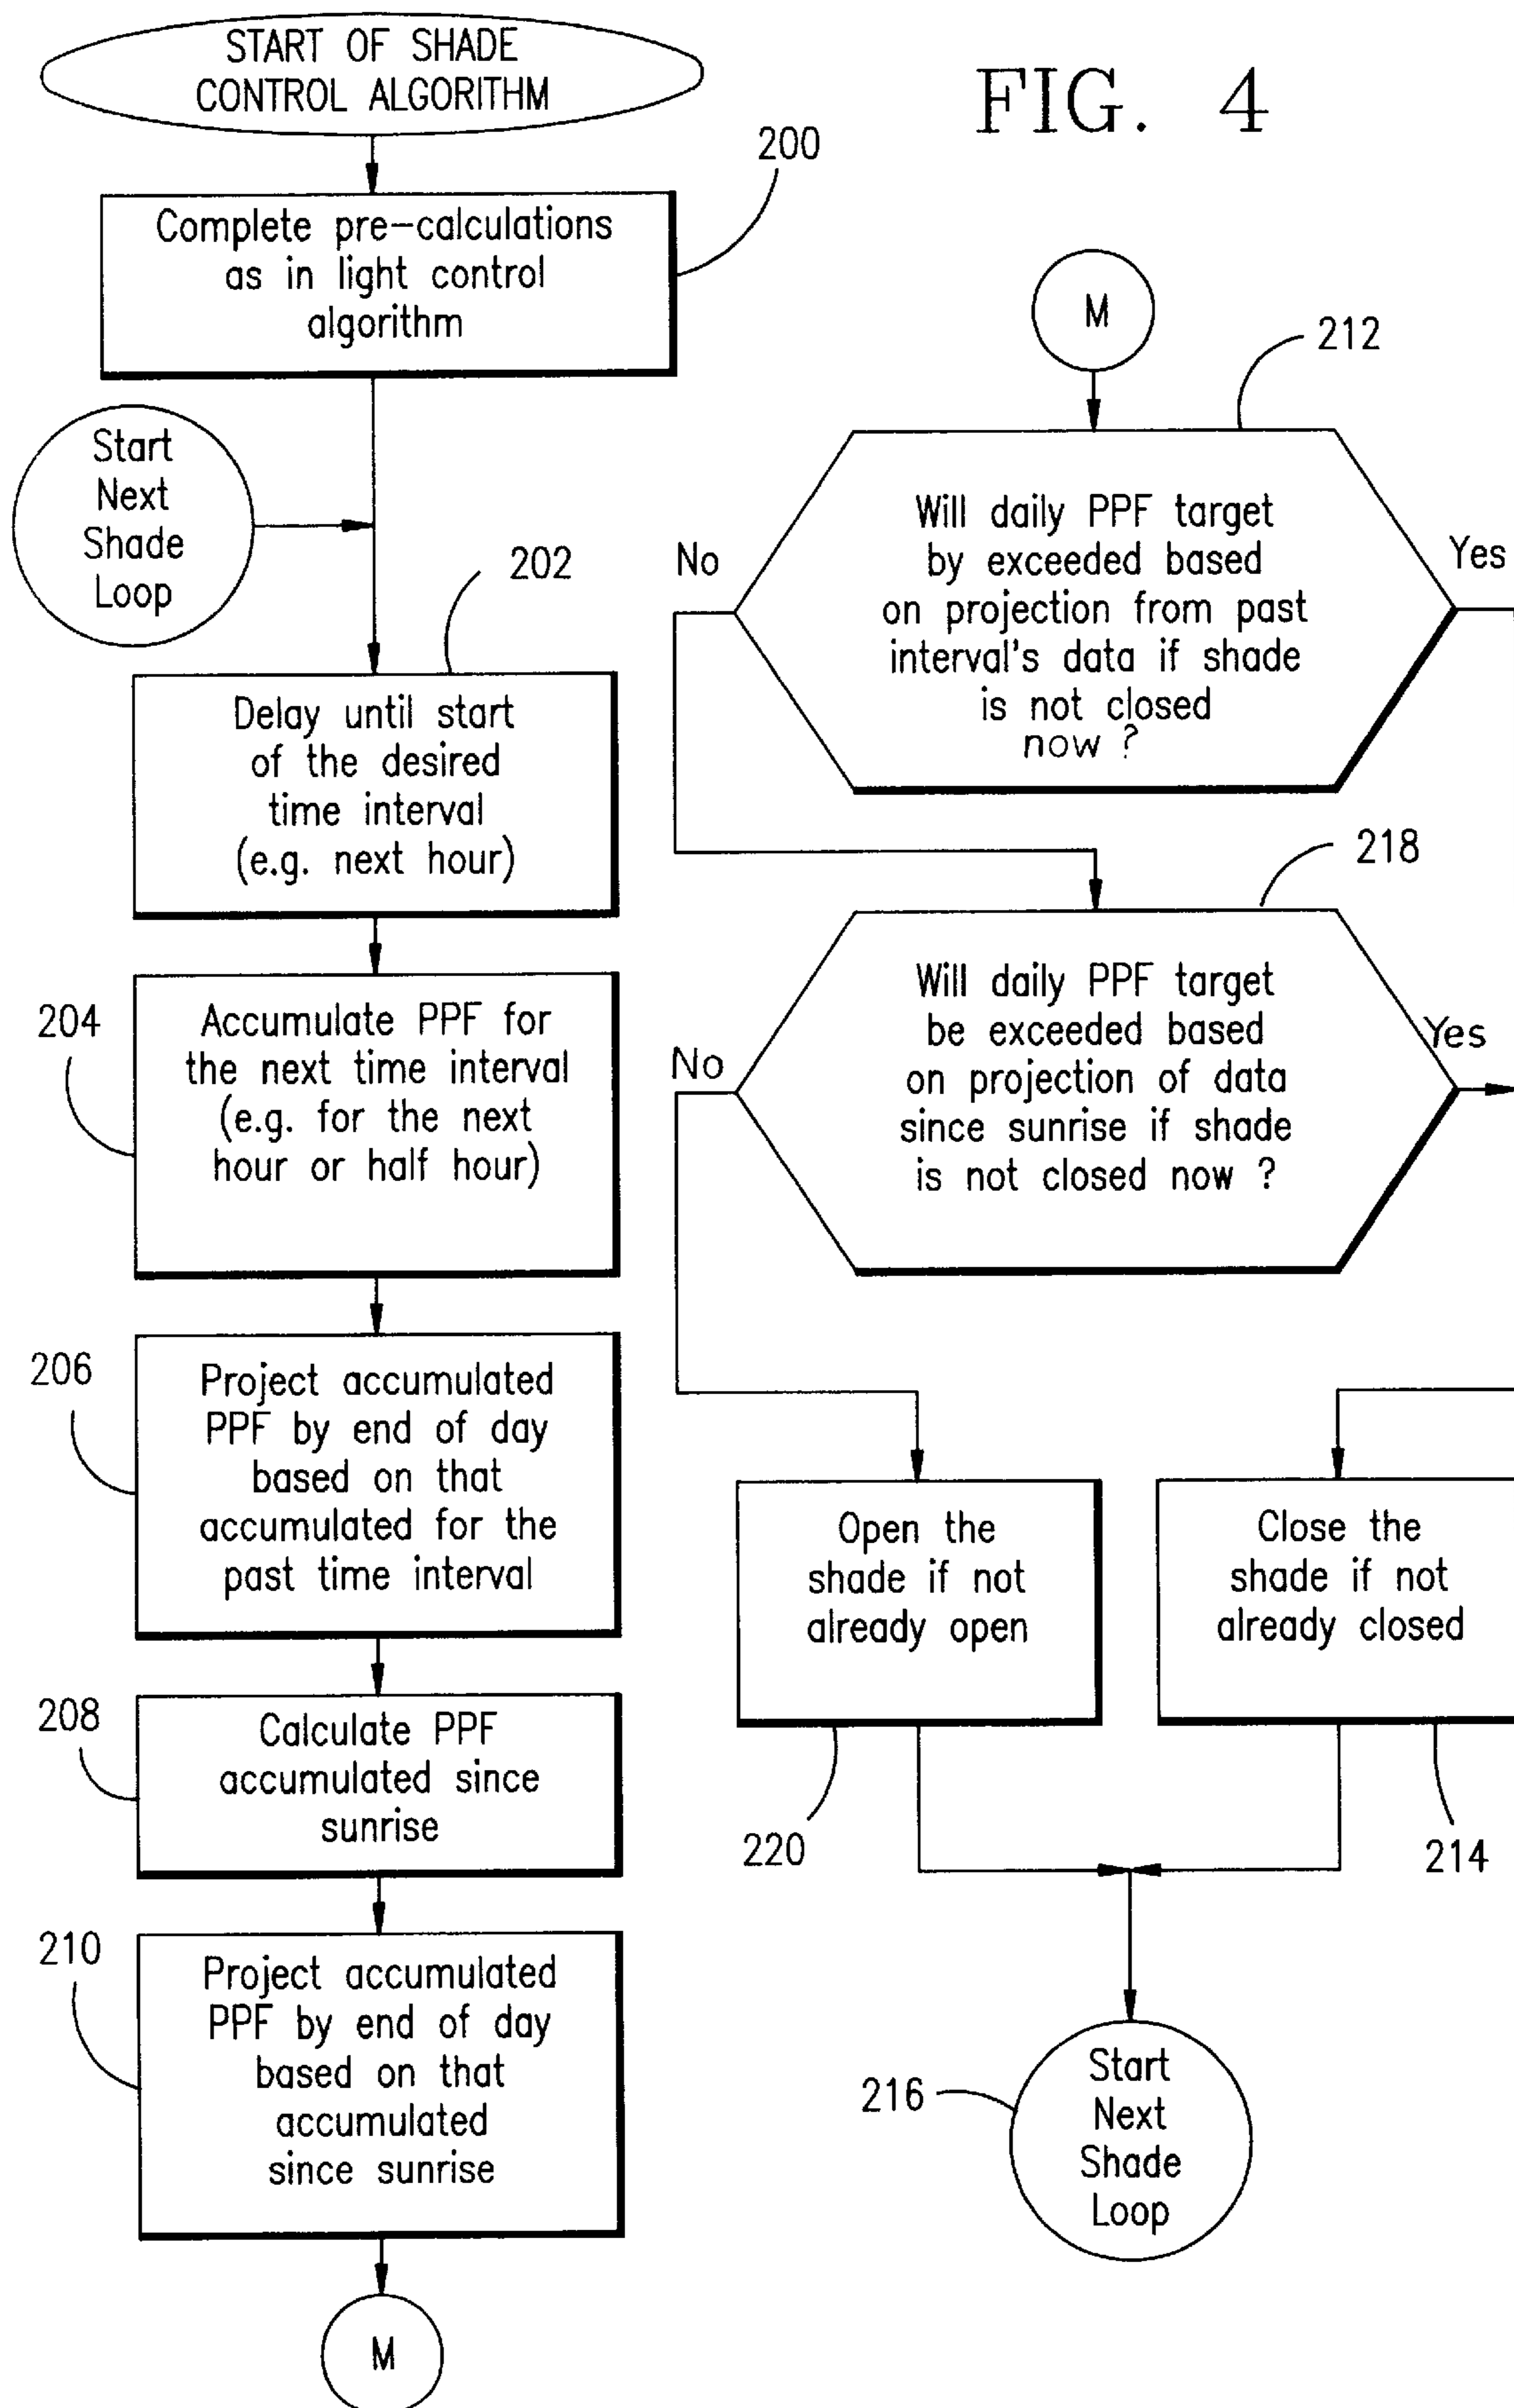 START OF SHADE
CONTROL ALGORITHM
FIG. 4
200
Complete pre-calculations
as in light control
algorithm
Start
Next
Shade
Loop
202
Delay until start
of the desired
time interval
(e.g. next hour)
204
Accumulate PPF for
the next time interval
(e.g. for the next
hour or half hour)
206
Project accumulated
PPF by end of day
based on that
accumulated for the
past time interval
208
Calculate PPF
accumulated since
sunrise
210
Project accumulated
PPF by end of day
based on that
accumulated
since sunrise
M
M
212
Will daily PPF target
by exceeded based
on projection from past
interval's data if shade
is not closed
now ?
No
Yes
218
Will daily PPF target
be exceeded based
on projection of data
since sunrise if shade
is not closed now ?
No
Yes
Open the
shade if not
already open
220
Close the
shade if not
already closed
214
216
Start
Next
Shade
Loop